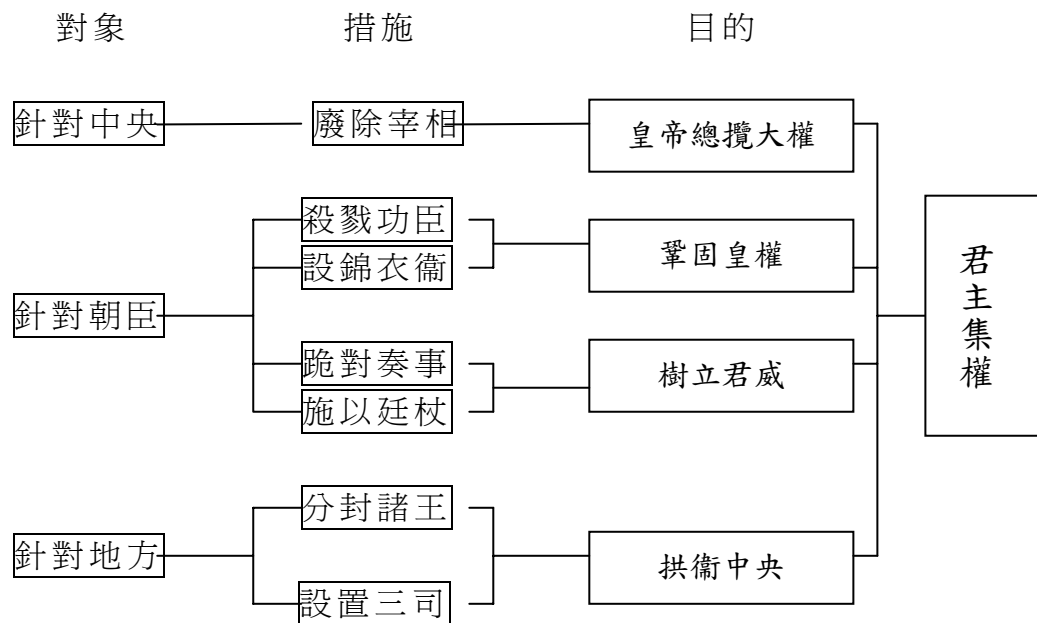 對象 措施 目的
針對中央 廢除宰相 皇帝總攬大權
殺戮功臣
設錦衣衞
鞏固皇權
針對朝臣
跪對奏事
施以廷杖
樹立君威
分封諸王
針對地方
設置三司
拱衞中央
君主集權